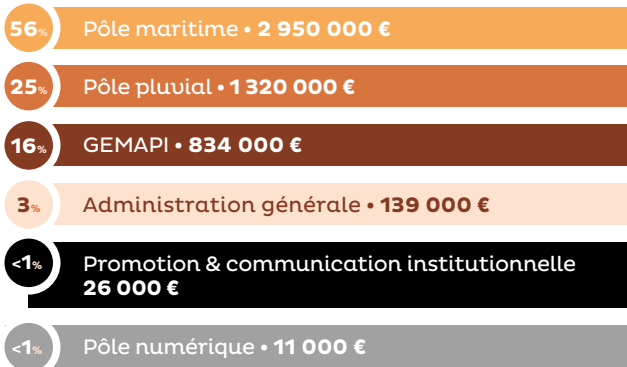 56% Pôle maritime • 2 950 000 €
25% Pôle pluvial • 1 320 000 €
16% GEMAPI • 834 000 €
3% Administration générale • 139 000 €
<1% Promotion & communication institutionnelle
26 000 €
<1% Pôle numérique • 11 000 €